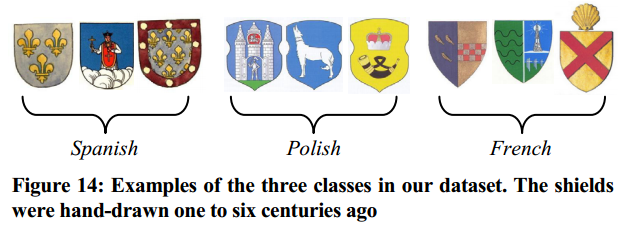 Spanish
Polish
French
Figure 14: Examples of the three classes in our dataset. The shields
were hand-drawn one to six centuries ago